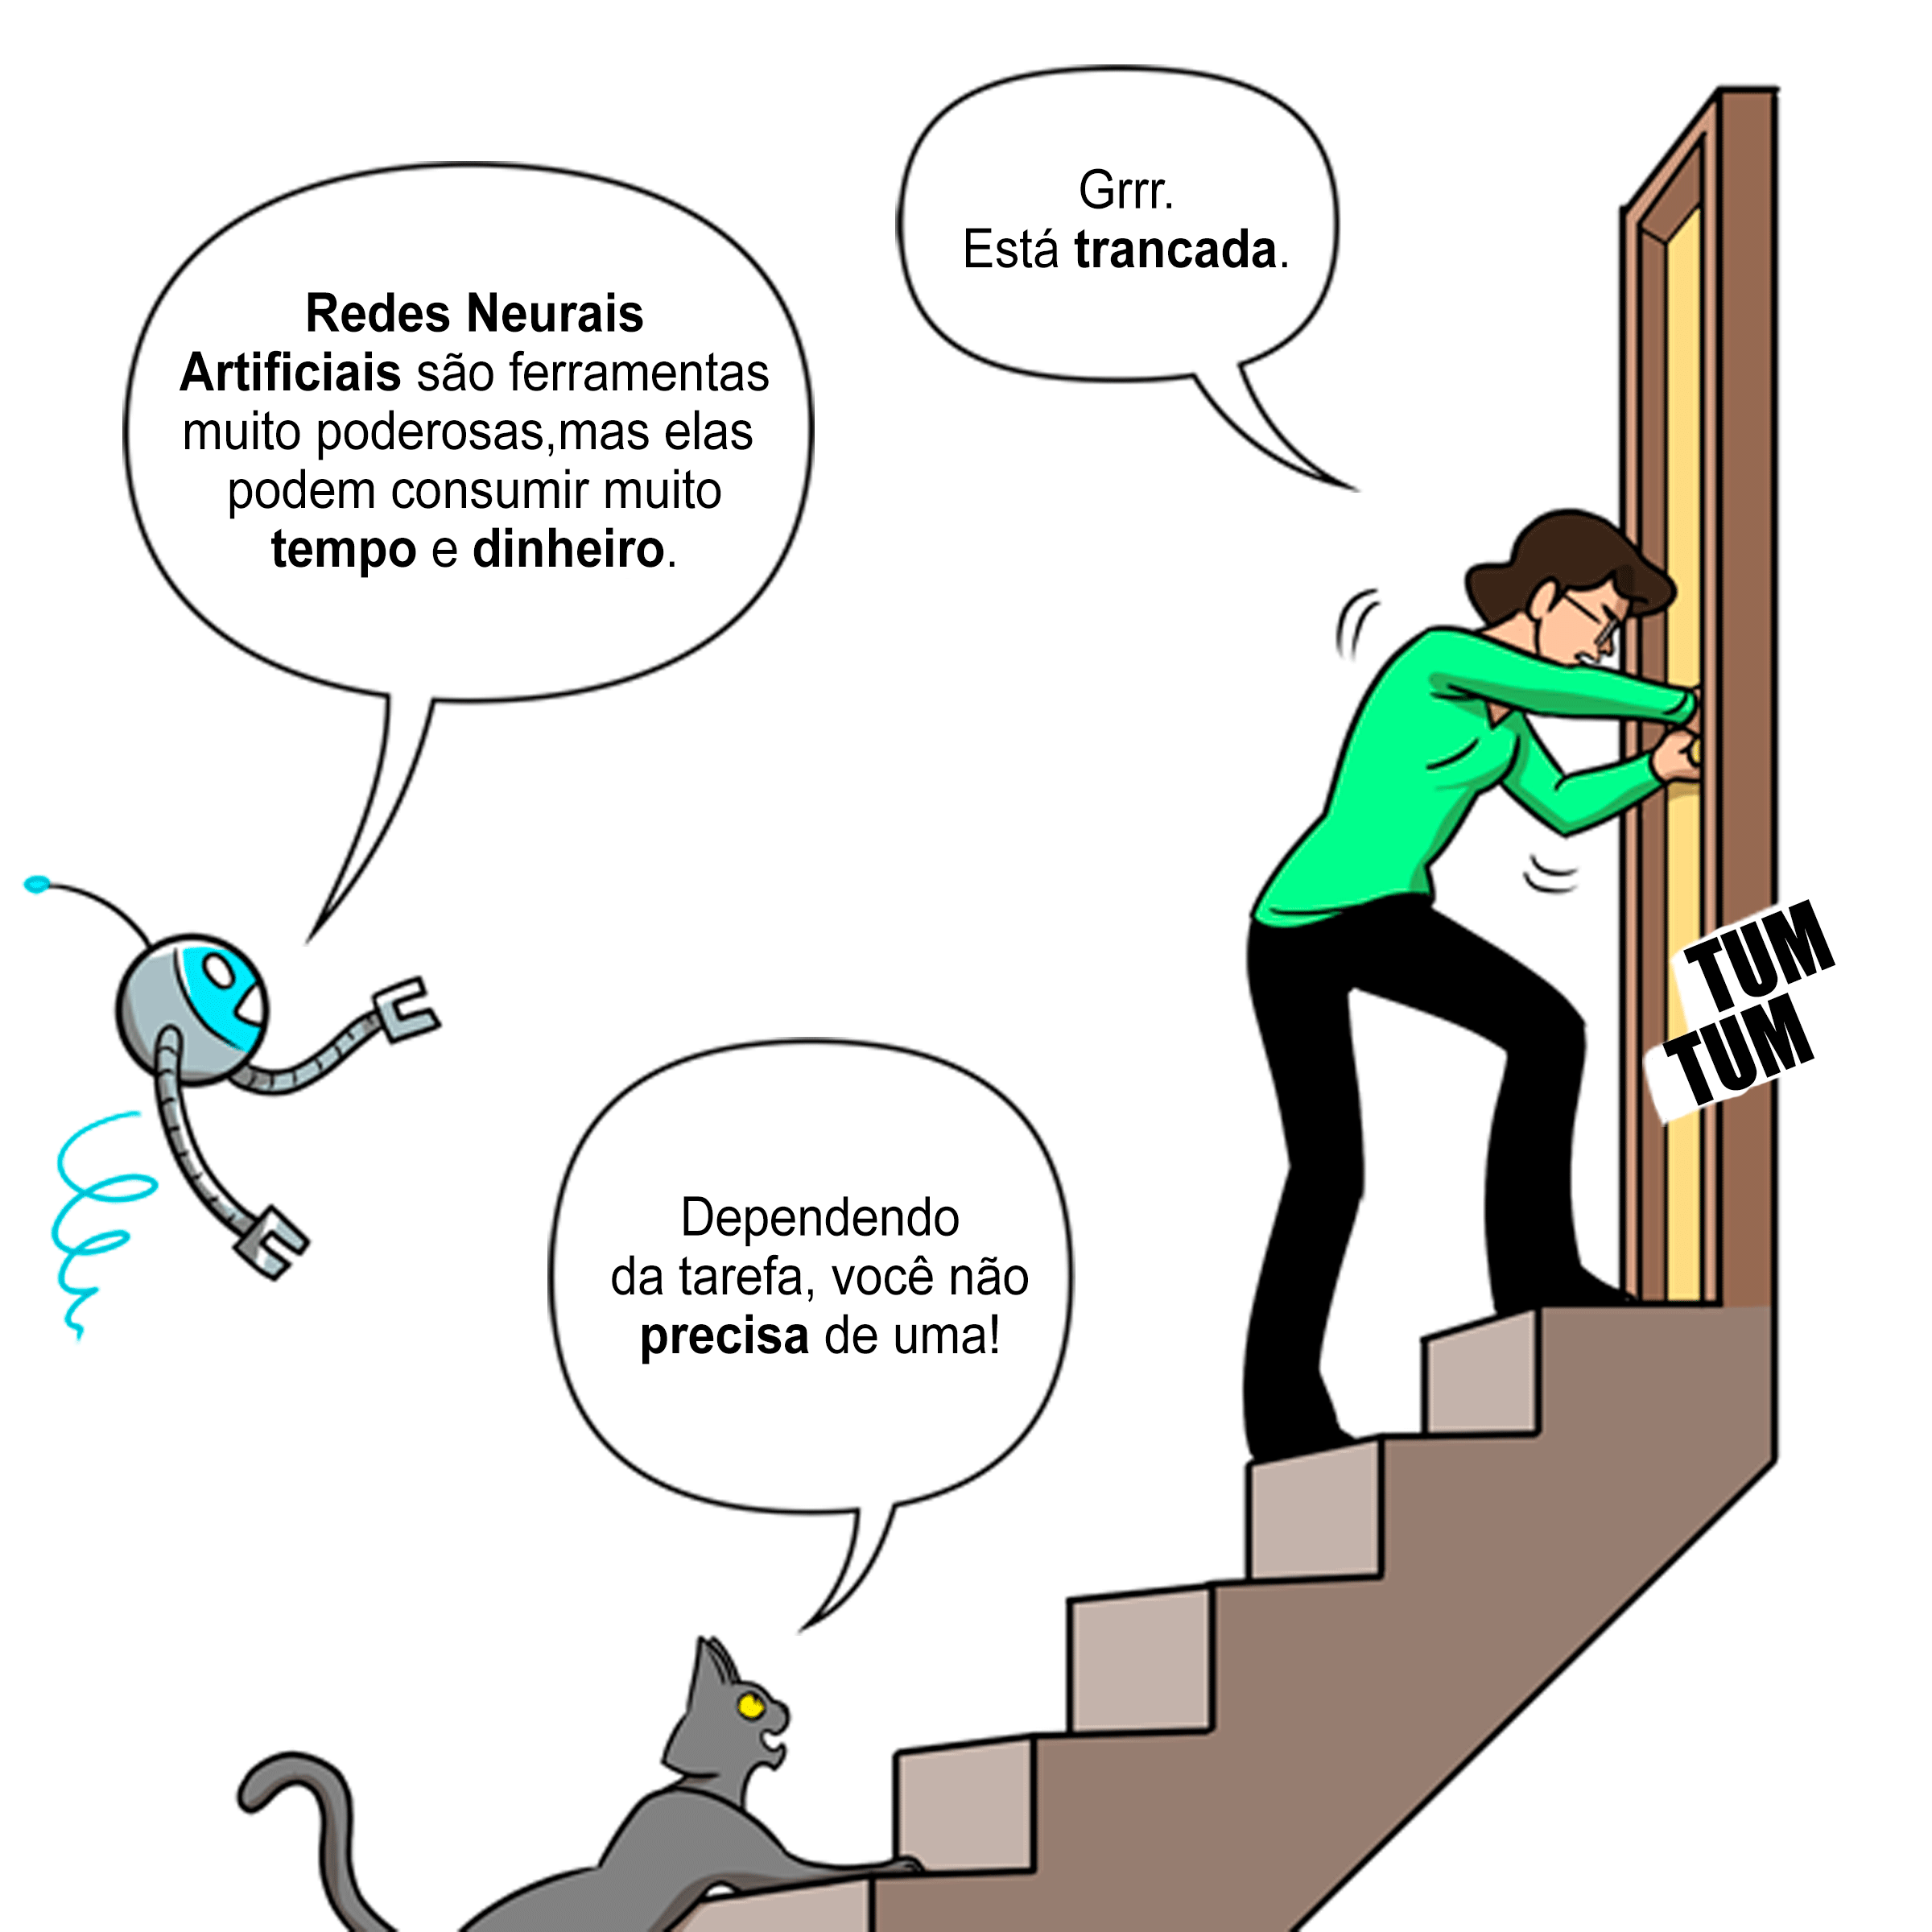 Grrr.
Está trancada.
Redes Neurais
Artificiais são ferramentas
muito poderosas,mas elas
podem consumir muito
tempo e dinheiro.
TUM
TUM
Dependendo
da tarefa, você não
precisa de uma!